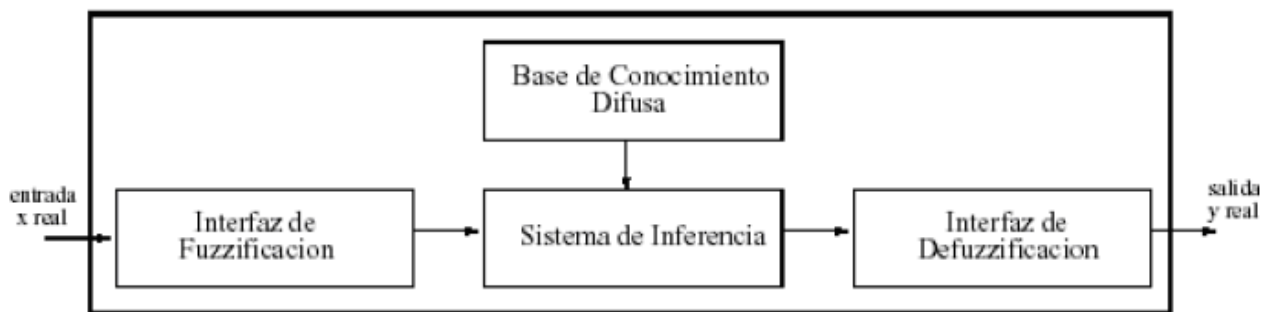 Base de Conocimiento
Difusa
entrada
x real
Interfaz de
Fuzzificacion
Sistema de Inferencia
Interfaz de
Defuzzificacion
salida
y real